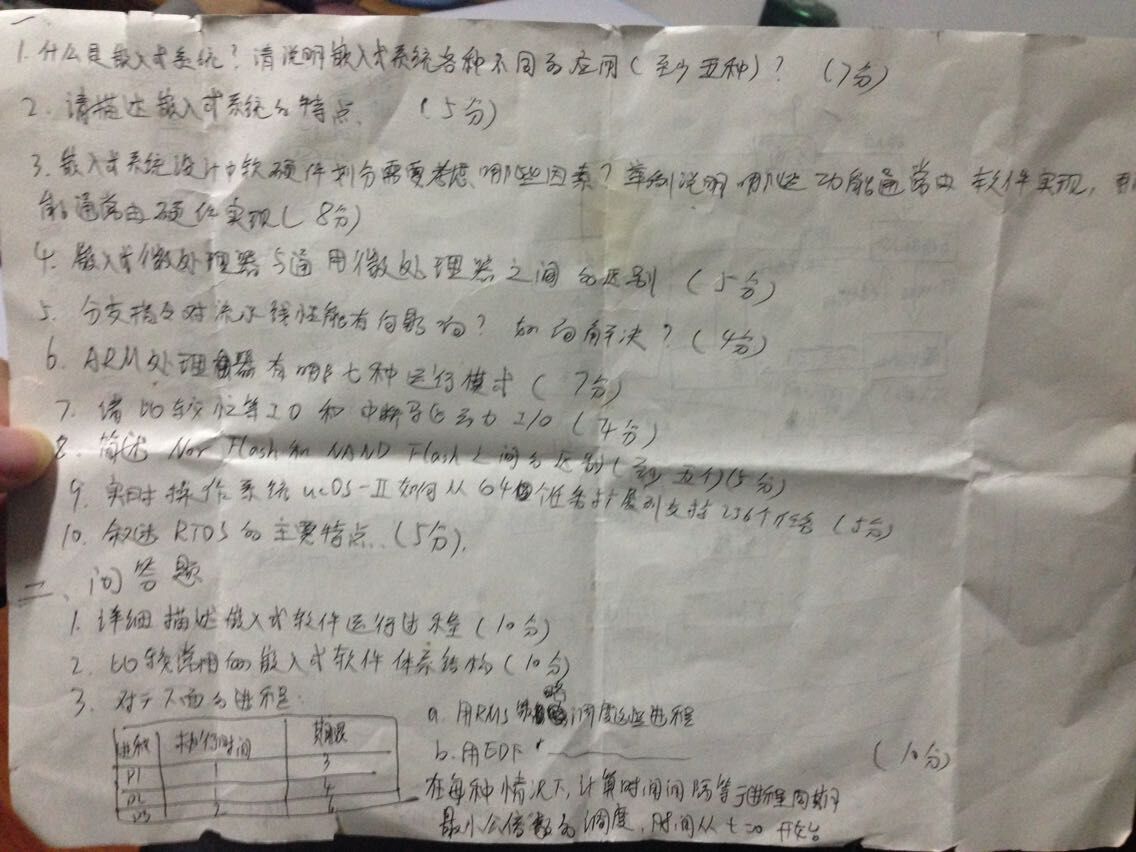 一、
1. 什么是嵌入式系统？请说明嵌入式系统各种不同的应用（至少五种）？（7分）
2. 请描述嵌入式系统的特点（5分）
3. 嵌入式系统设计中软硬件划分需要考虑哪些因素？举例说明哪些功能通常由软件实现，
能通常由硬件实现（8分）
4. 嵌入式微处理器与通用微处理器之间的区别（5分）
5. 分支指令对流水线性能有何影响？如何解决？（4分）
6. ARM处理器有哪七种运行模式（7分）
7. 请比较忙等IO和中断驱动I/O（4分）
8. 简述Nor Flash和NAND Flash之间的区别（至少五个）（5分）
9. 实时操作系统ucOS-II如何从64个任务扩展到支持256个任务（5分）
10. 叙述RTOS的主要特点（5分）.
二、问答题
1. 详细描述嵌入式软件运行过程（10分）
2. 比较常用的嵌入式软件体系结构（10分）
3. 对于下面的进程：
进程 执行时间 期限
P1 1 3
P2 1 4
P3 2 6
a. 用RMS策略调度这些进程
b. 用EDF （10分）
在每种情况下，计算时间间隔等于进程周期
最小公倍数的调度，时间从t=0开始